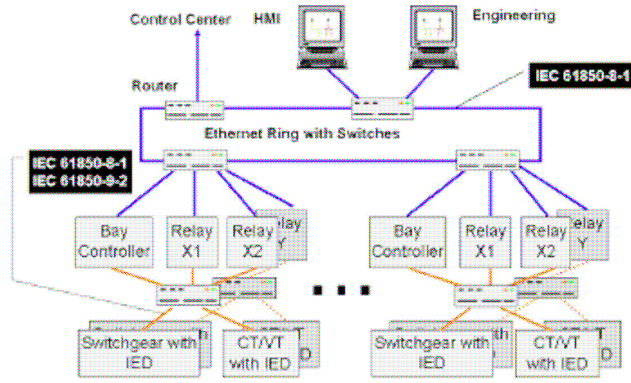 Control Center
HMI
Engineering
Router
IEC 61850-8-1
Ethernet Ring with Switches
IEC 61850-8-1
IEC 61850-9-2
Bay
Controller
Relay
X1
Relay
X2
Relay
Y
Bay
Controller
Relay
X1
Relay
X2
Relay
Y
Switchgear with
IED
CT/VT
with IED
Switchgear with
IED
CT/VT
with IED